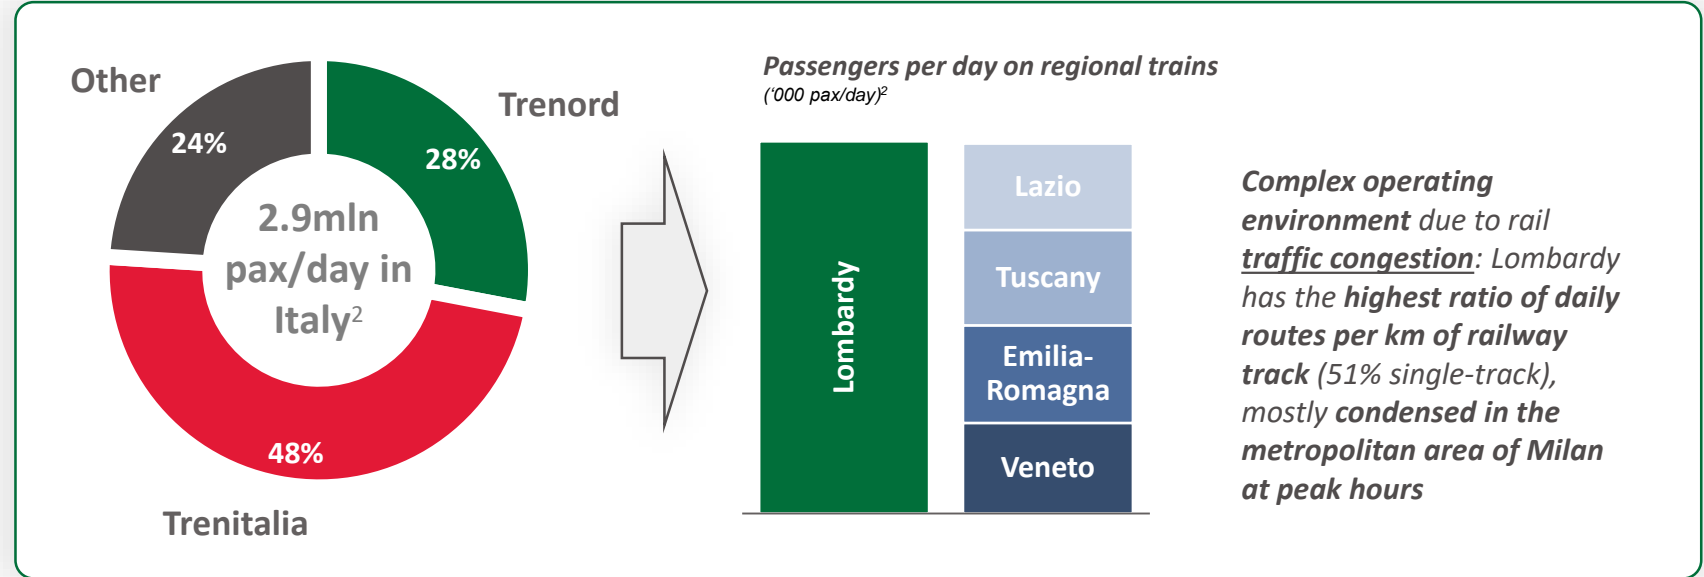 Other
24%
Trenord
28%
2.9mln
pax/day in
Italy2
48%
Trenitalia
Passengers per day on regional trains
(‘000 pax/day)2
Lombardy
Lazio
Tuscany
Emilia-
Romagna
Veneto
Complex operating
environment due to rail
traffic congestion: Lombardy
has the highest ratio of daily
routes per km of railway
track (51% single-track),
mostly condensed in the
metropolitan area of Milan
at peak hours